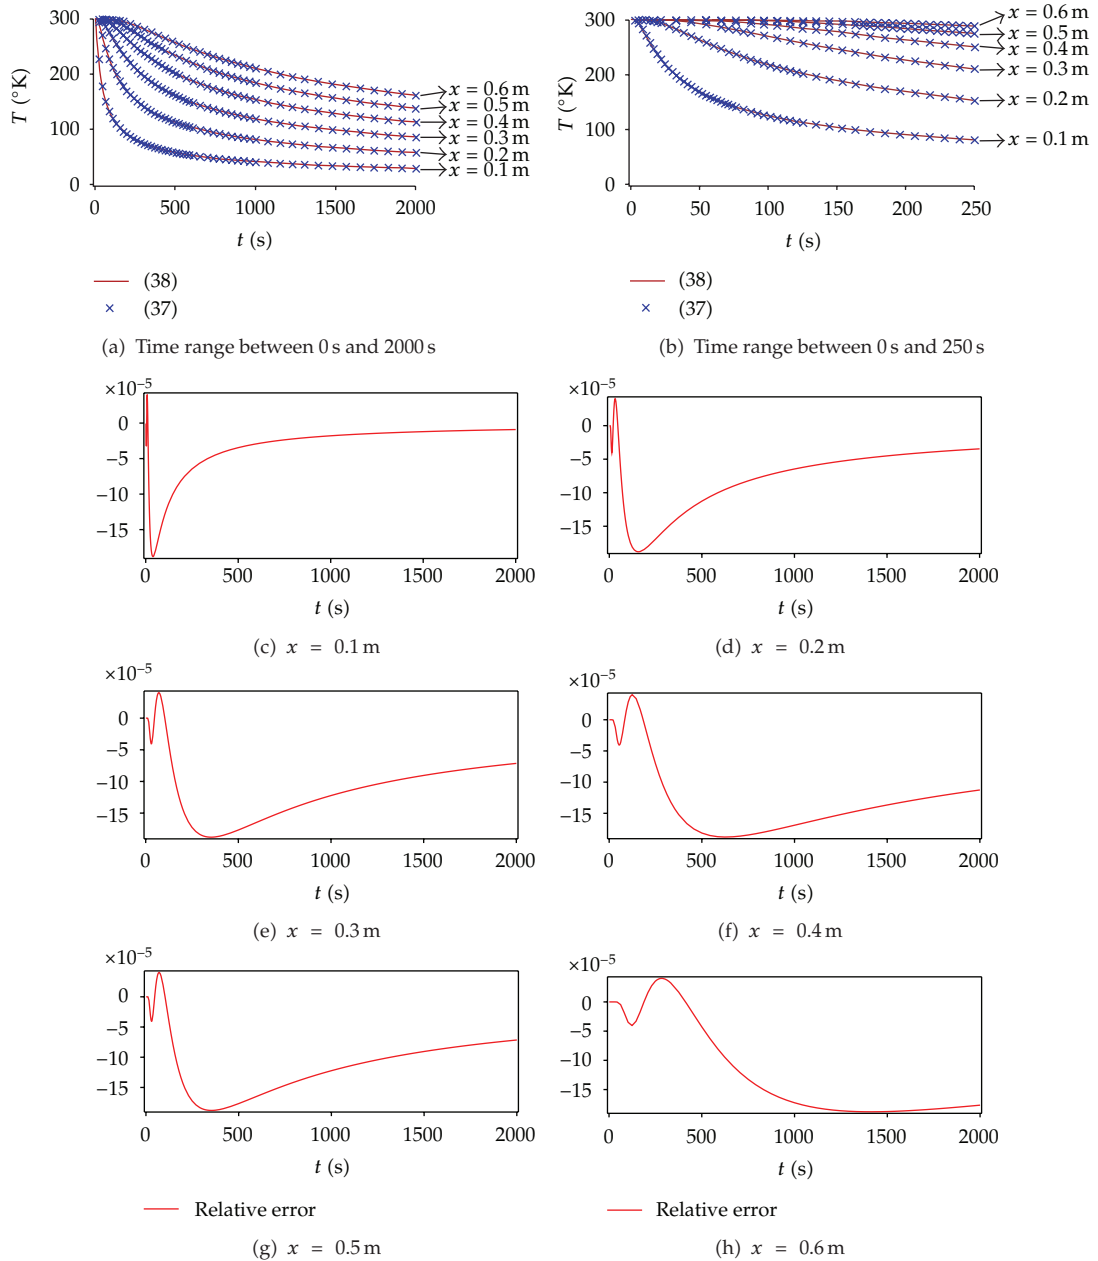 300
200
100
0
T (°K)
0 500 1000 1500 2000
t (s)
x = 0.6 m
x = 0.5 m
x = 0.4 m
x = 0.3 m
x = 0.2 m
x = 0.1 m
(38)
× (37)
(a) Time range between 0 s and 2000 s
300
200
100
0
T (°K)
0 50 100 150 200 250
t (s)
x = 0.6 m
x = 0.5 m
x = 0.4 m
x = 0.3 m
x = 0.2 m
x = 0.1 m
(38)
× (37)
(b) Time range between 0 s and 250 s
×10−5
0
−5
−10
−15
0 500 1000 1500 2000
t (s)
(c) x = 0.1 m
×10−5
0
−5
−10
−15
0 500 1000 1500 2000
t (s)
(d) x = 0.2 m
×10−5
0
−5
−10
−15
0 500 1000 1500 2000
t (s)
(e) x = 0.3 m
×10−5
0
−5
−10
−15
0 500 1000 1500 2000
t (s)
(f) x = 0.4 m
×10−5
0
−5
−10
−15
0 500 1000 1500 2000
t (s)
Relative error
(g) x = 0.5 m
×10−5
0
−5
−10
−15
0 500 1000 1500 2000
t (s)
Relative error
(h) x = 0.6 m